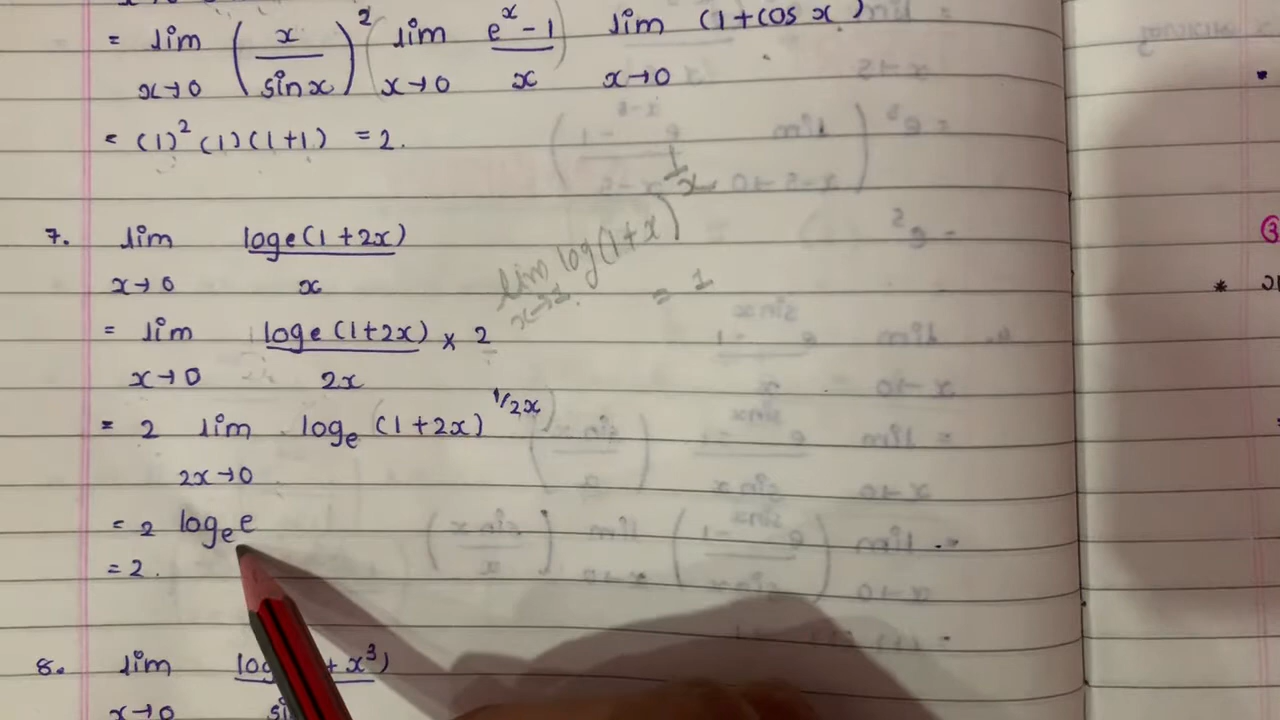 = lim (x/sinx)² (lim (eˣ-1)/x) lim (1+cos x)
x→0 x→0 x→0
= (1)² (1)(1+1) = 2.
7. lim loge(1+2x)
x→0 x
lim log(1+x)^(1/x) = 1
= lim loge(1+2x) × 2
x→0 2x
= 2 lim logₑ (1+2x)^(1/2x)
2x→0
= 2 logₑe
= 2.
8. lim + x³)
x→0